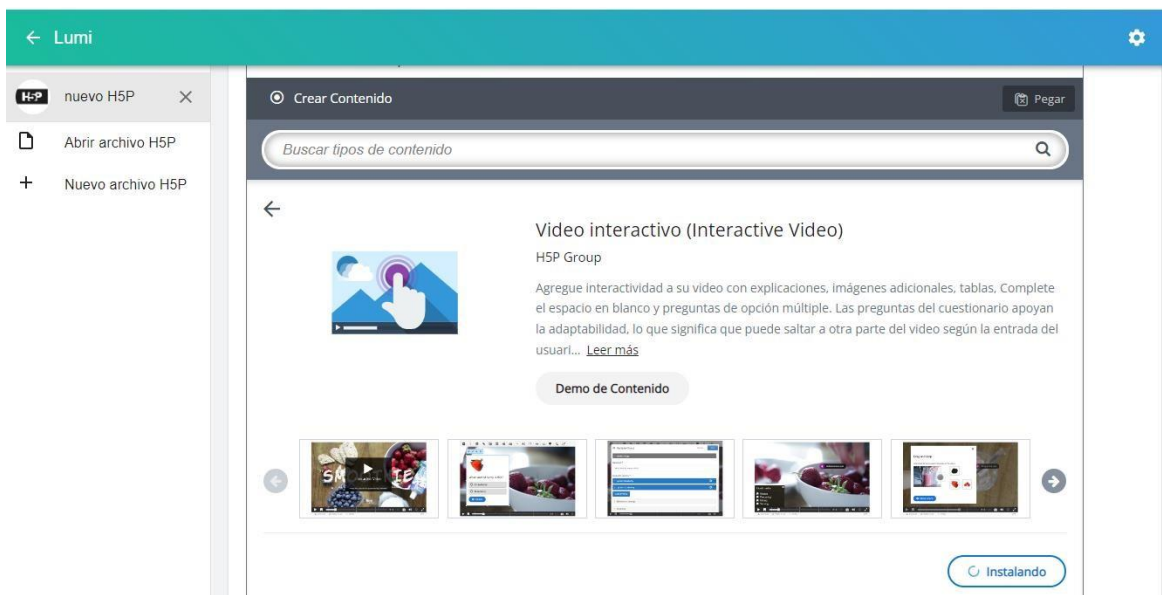 Lumi
H-P nuevo H5P
Abrir archivo H5P
Nuevo archivo H5P
Crear Contenido
Pegar
Buscar tipos de contenido
Video interactivo (Interactive Video)
H5P Group
Agregue interactividad a su video con explicaciones, imágenes adicionales, tablas, Complete
el espacio en blanco y preguntas de opción múltiple. Las preguntas del cuestionario apoyan
la adaptabilidad, lo que significa que puede saltar a otra parte del video según la entrada del
usuari... Leer más
Demo de Contenido
Instalando